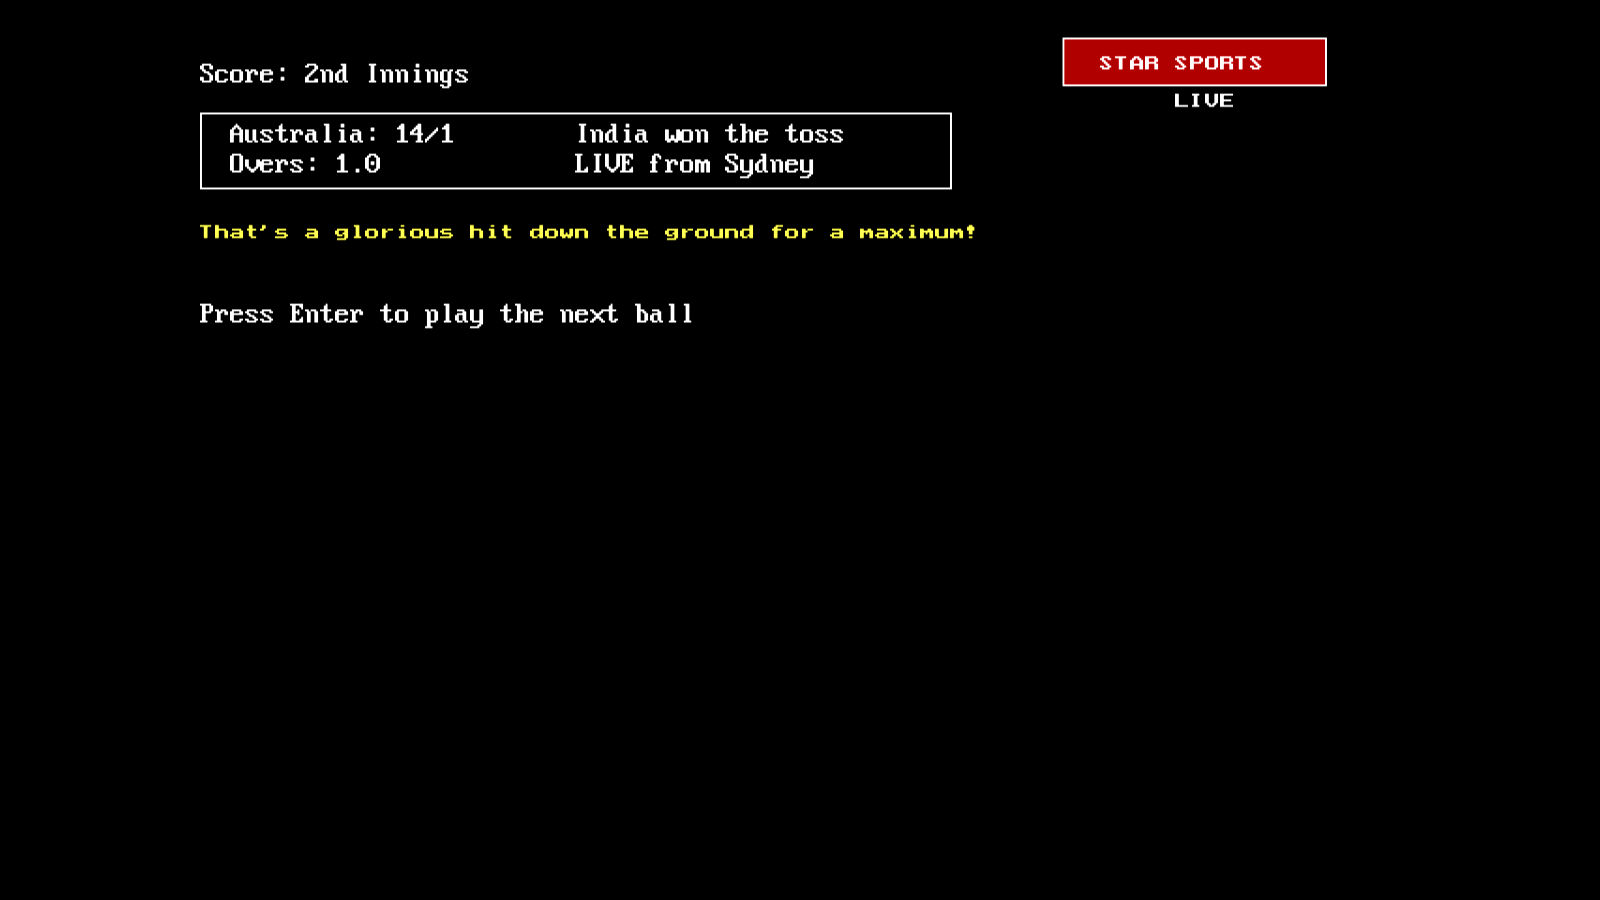 STAR SPORTS
LIVE
Score: 2nd Innings
Australia: 14/1 India won the toss
Overs: 1.0 LIVE from Sydney
That's a glorious hit down the ground for a maximum!
Press Enter to play the next ball